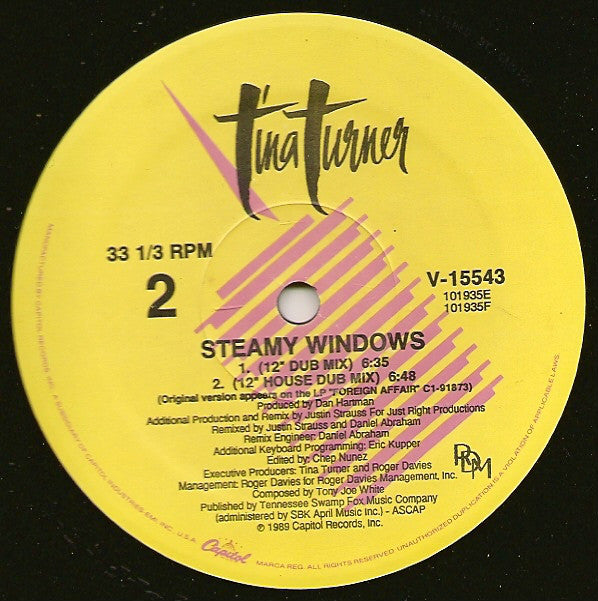 Tina Turner
33 1/3 RPM
2
V-15543
101935E
101935F
STEAMY WINDOWS
1. (12" DUB MIX) 6:35
2. (12" HOUSE DUB MIX) 6:48
(Original version appears on the LP "FOREIGN AFFAIR" C1-91873)
Produced by Dan Hartman
Additional Production and Remix by Justin Strauss For Just Right Productions
Remixed by Justin Strauss and Daniel Abraham
Remix Engineer: Daniel Abraham
Additional Keyboard Programming: Eric Kupper
Edited by: Chep Nunez
Executive Producers: Tina Turner and Roger Davies
Management: Roger Davies for Roger Davies Management, Inc.
Composed by Tony Joe White
Published by Tennessee Swamp Fox Music Company
(administered by SBK April Music Inc.) - ASCAP
℗ 1989 Capitol Records, Inc.
RDM
MANUFACTURED BY CAPITOL RECORDS, INC., A SUBSIDIARY OF CAPITOL INDUSTRIES-EMI, INC. U.S.A.
Capitol
MARCA REG. ALL RIGHTS RESERVED. UNAUTHORIZED DUPLICATION IS A VIOLATION OF APPLICABLE LAWS.